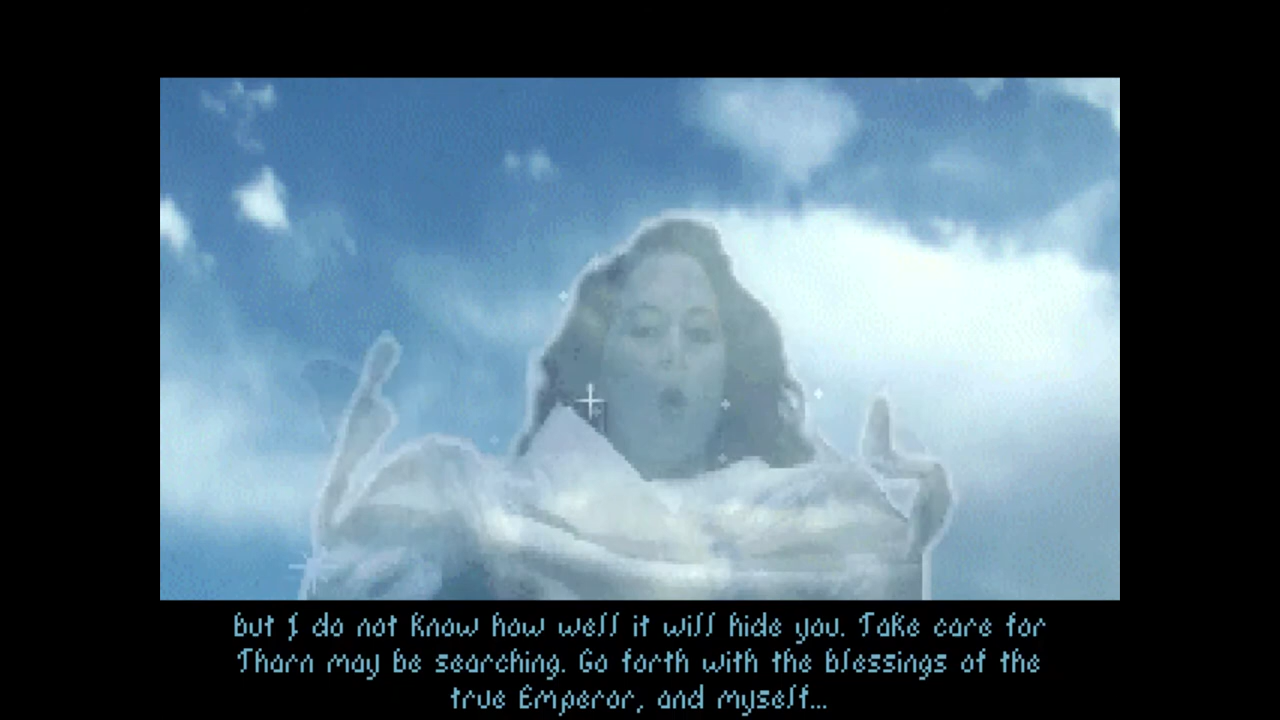 but I do not know how well it will hide you. Take care for
Tharn may be searching. Go forth with the blessings of the
true Emperor, and myself...